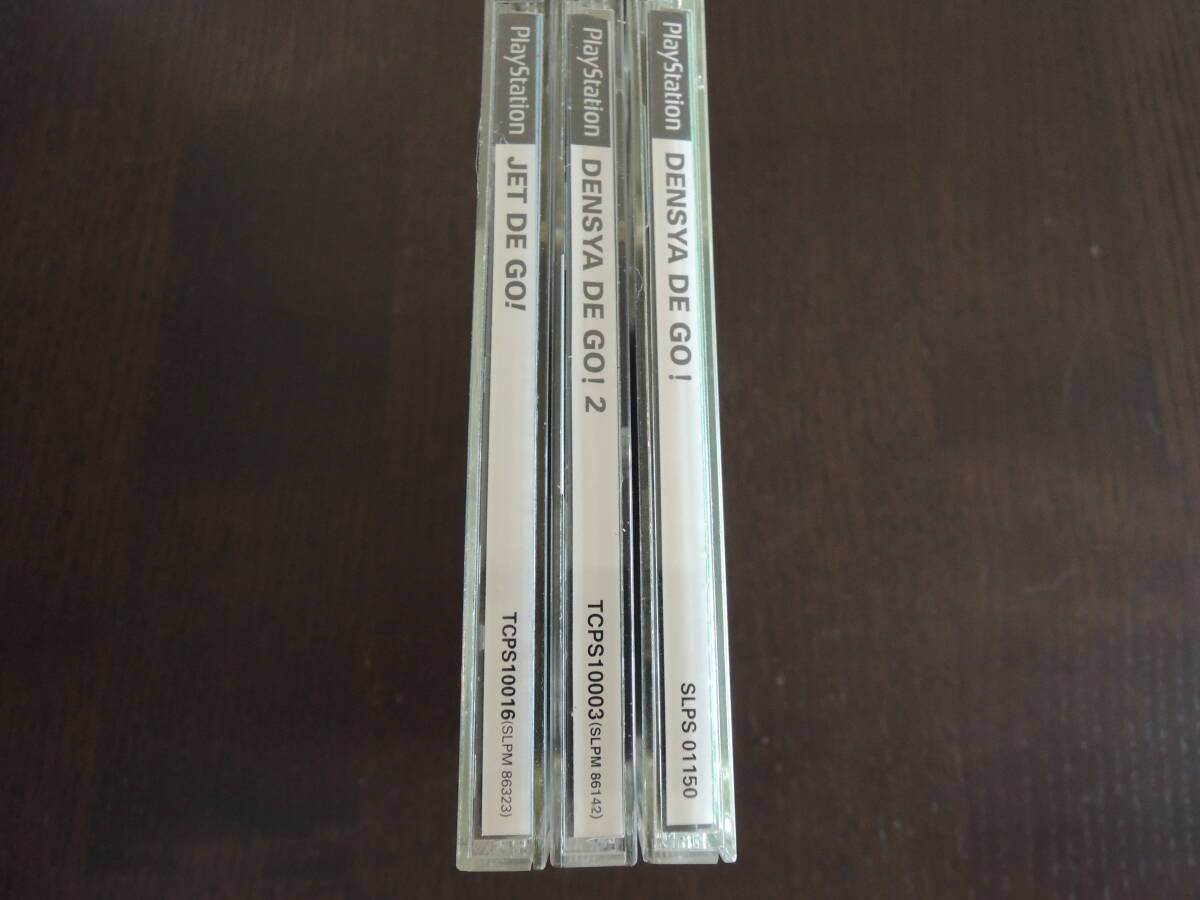 PlayStation JET DE GO! TCPS10016(SLPM 86323)
PlayStation DENSYA DE GO! 2 TCPS10003(SLPM 86142)
PlayStation DENSYA DE GO! SLPS 01150